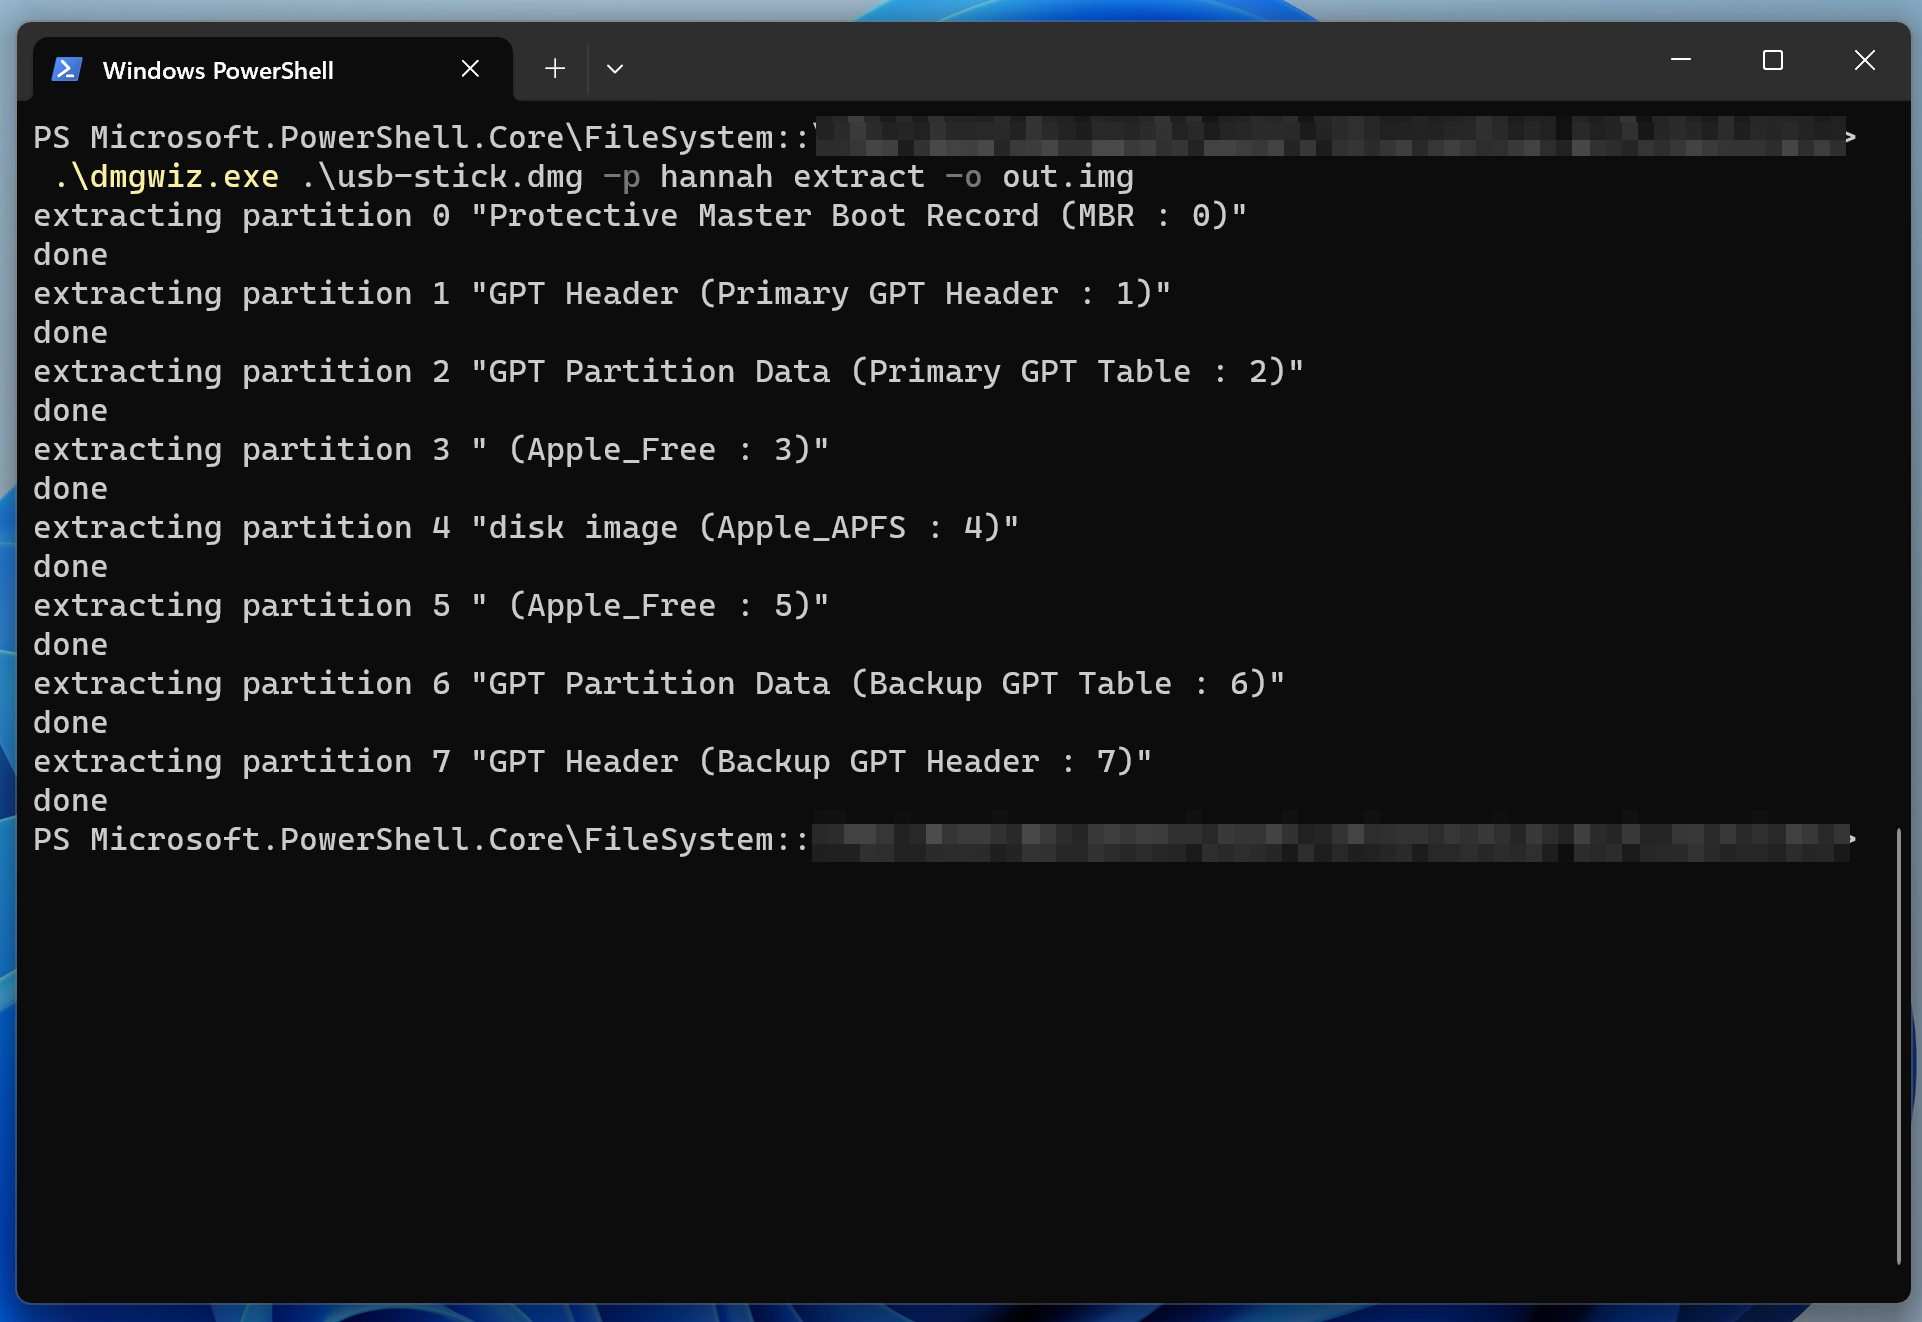 Windows PowerShell
PS Microsoft.PowerShell.Core\FileSystem::
>
.\dmgwiz.exe .\usb-stick.dmg -p hannah extract -o out.img
extracting partition 0 "Protective Master Boot Record (MBR : 0)"
done
extracting partition 1 "GPT Header (Primary GPT Header : 1)"
done
extracting partition 2 "GPT Partition Data (Primary GPT Table : 2)"
done
extracting partition 3 " (Apple_Free : 3)"
done
extracting partition 4 "disk image (Apple_APFS : 4)"
done
extracting partition 5 " (Apple_Free : 5)"
done
extracting partition 6 "GPT Partition Data (Backup GPT Table : 6)"
done
extracting partition 7 "GPT Header (Backup GPT Header : 7)"
done
PS Microsoft.PowerShell.Core\FileSystem::
>